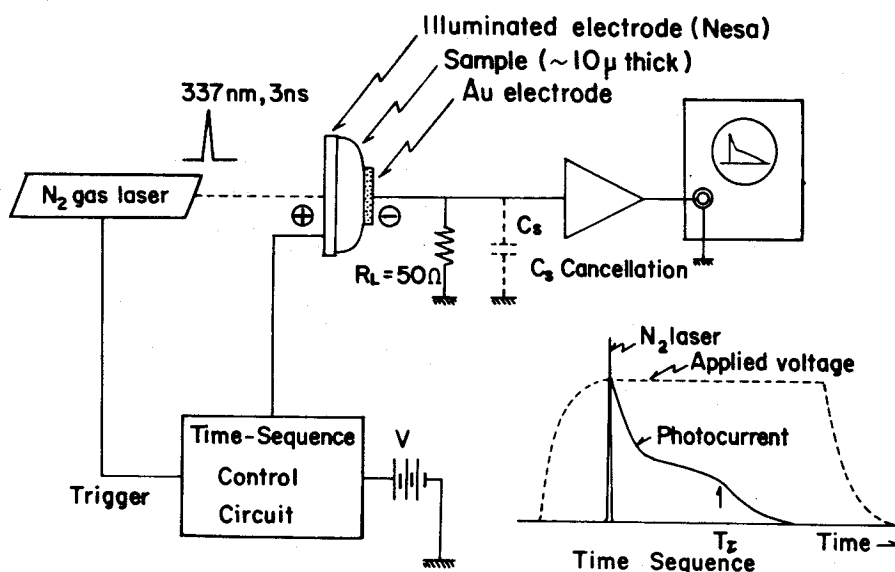 Illuminated electrode (Nesa)
Sample (~10μ thick)
Au electrode
337nm, 3ns
N₂ gas laser
⊕
⊖
R_L=50Ω
C_s
C_s Cancellation
Time-Sequence
Control
Circuit
V
Trigger
N₂ laser
Applied voltage
Photocurrent
T_τ
Time →
Time Sequence